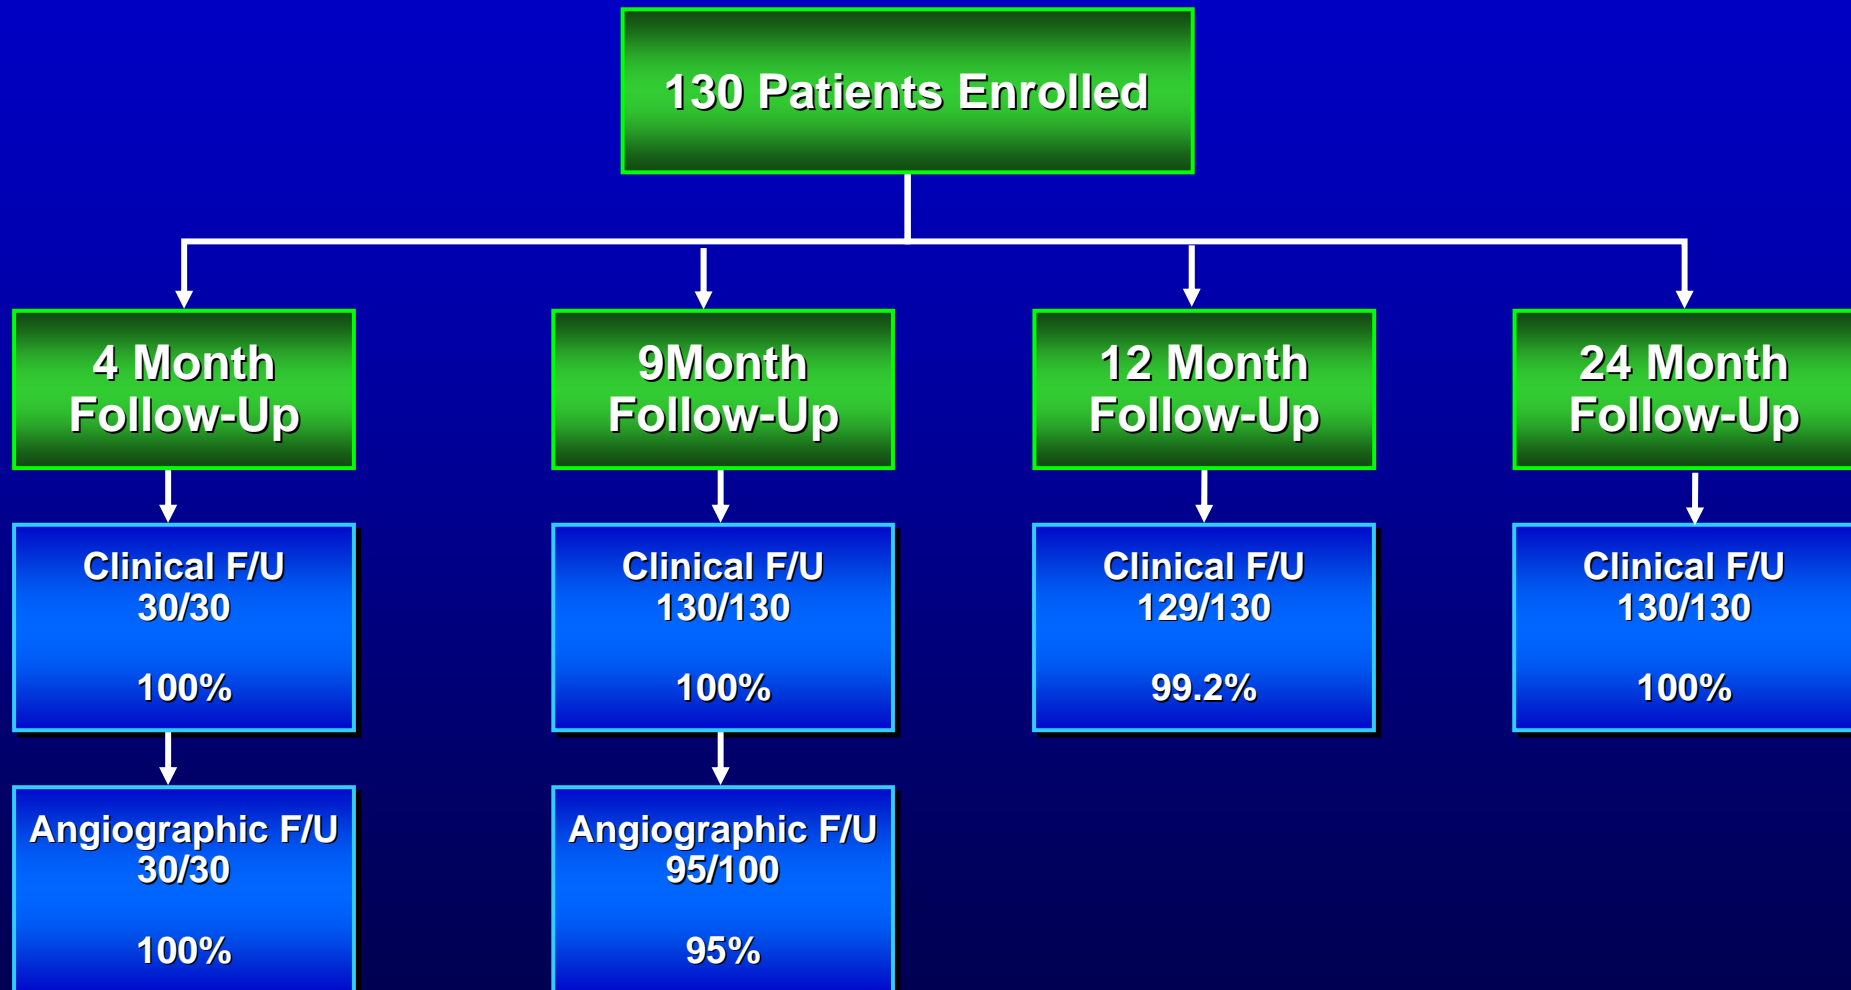 130 Patients Enrolled
4 Month
Follow-Up
9Month
Follow-Up
12 Month
Follow-Up
24 Month
Follow-Up
Clinical F/U
30/30
100%
Clinical F/U
130/130
100%
Clinical F/U
129/130
99.2%
Clinical F/U
130/130
100%
Angiographic F/U
30/30
100%
Angiographic F/U
95/100
95%